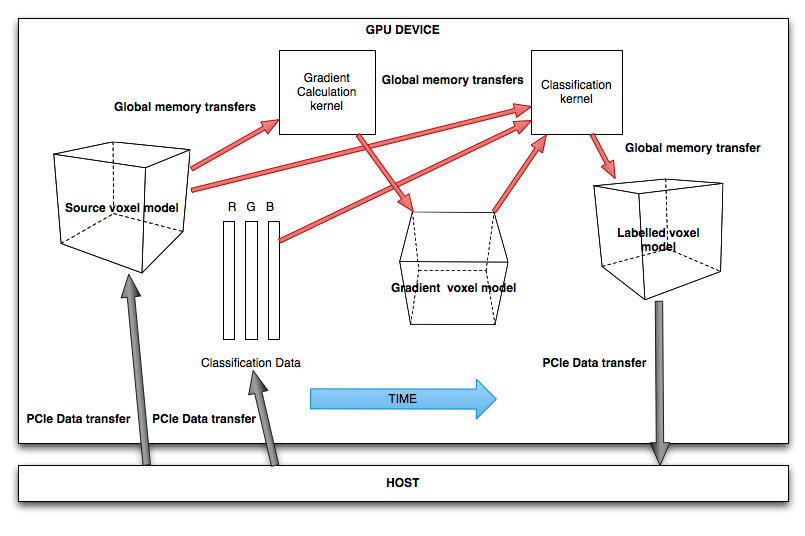 GPU DEVICE
Gradient
Calculation
kernel
Global memory transfers
Classification
kernel
Global memory transfers
Global memory transfer
Source voxel model
R G B
Labelled voxel
model
Gradient voxel model
Classification Data
PCIe Data transfer
TIME
PCIe Data transfer
PCIe Data transfer
HOST